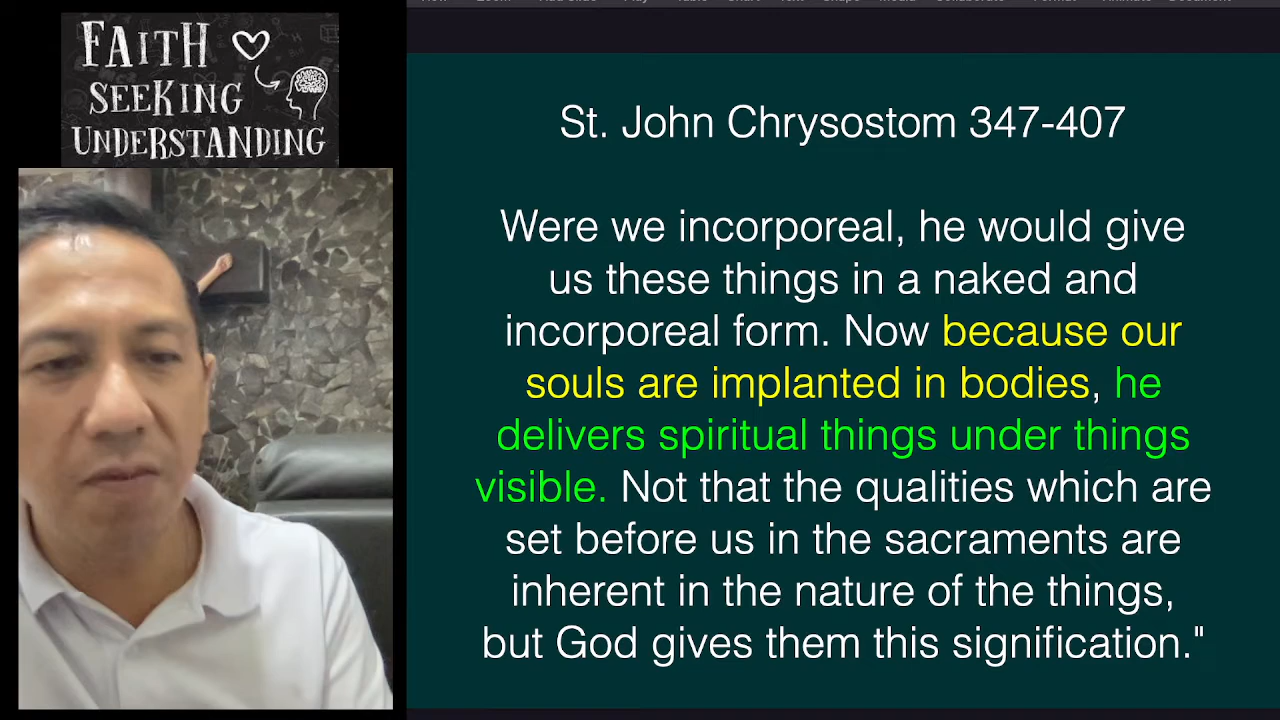 FAITH
SEEKING
UNDERSTANDING
St. John Chrysostom 347-407
Were we incorporeal, he would give
us these things in a naked and
incorporeal form. Now because our
souls are implanted in bodies, he
delivers spiritual things under things
visible. Not that the qualities which are
set before us in the sacraments are
inherent in the nature of the things,
but God gives them this signification."